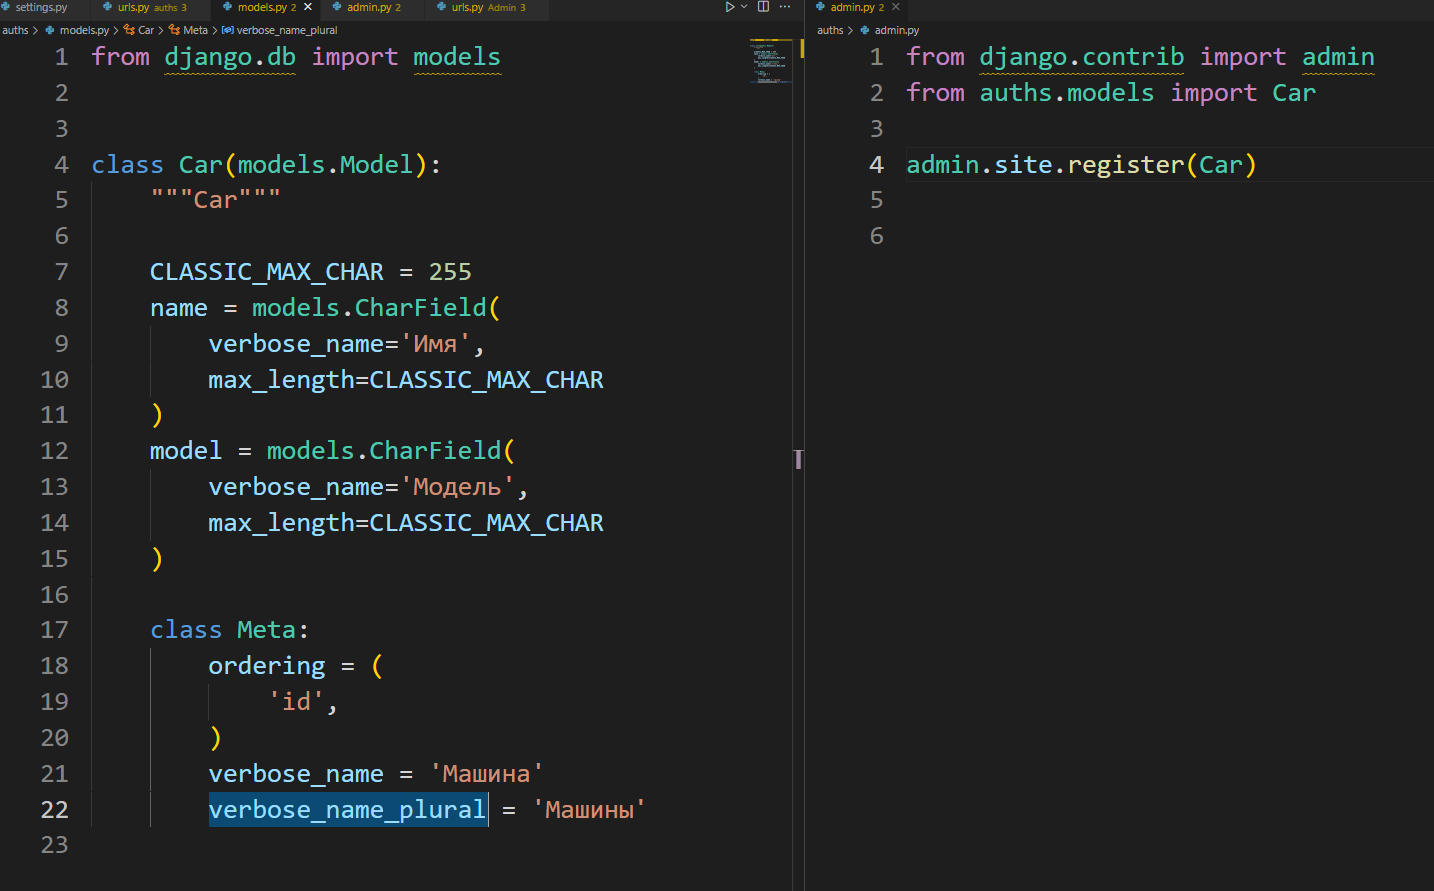 settings.py urls.py auths 3 models.py 2 admin.py 2 urls.py Admin 3
auths > models.py > Car > Meta > verbose_name_plural
1 from django.db import models
2
3
4 class Car(models.Model):
5 """Car"""
6
7 CLASSIC_MAX_CHAR = 255
8 name = models.CharField(
9 verbose_name='Имя',
10 max_length=CLASSIC_MAX_CHAR
11 )
12 model = models.CharField(
13 verbose_name='Модель',
14 max_length=CLASSIC_MAX_CHAR
15 )
16
17 class Meta:
18 ordering = (
19 'id',
20 )
21 verbose_name = 'Машина'
22 verbose_name_plural = 'Машины'
23
admin.py 2
auths > admin.py
1 from django.contrib import admin
2 from auths.models import Car
3
4 admin.site.register(Car)
5
6